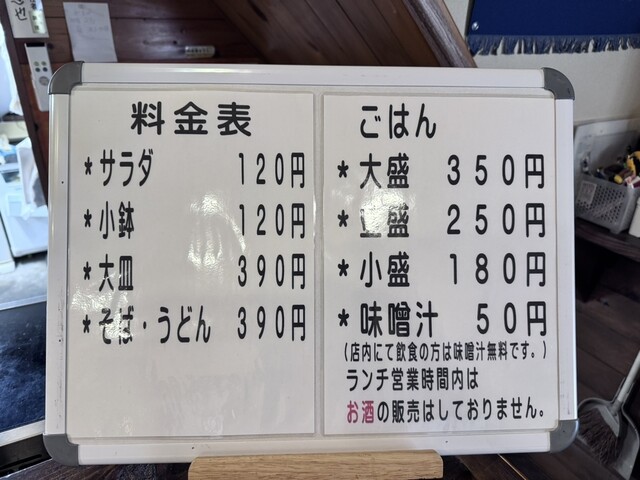 料金表
*サラダ 120円
*小鉢 120円
*大皿 390円
*そば・うどん 390円
ごはん
*大盛 350円
*並盛 250円
*小盛 180円
*味噌汁 50円
(店内にて飲食の方は味噌汁無料です。)
ランチ営業時間内は
お酒の販売はしておりません。